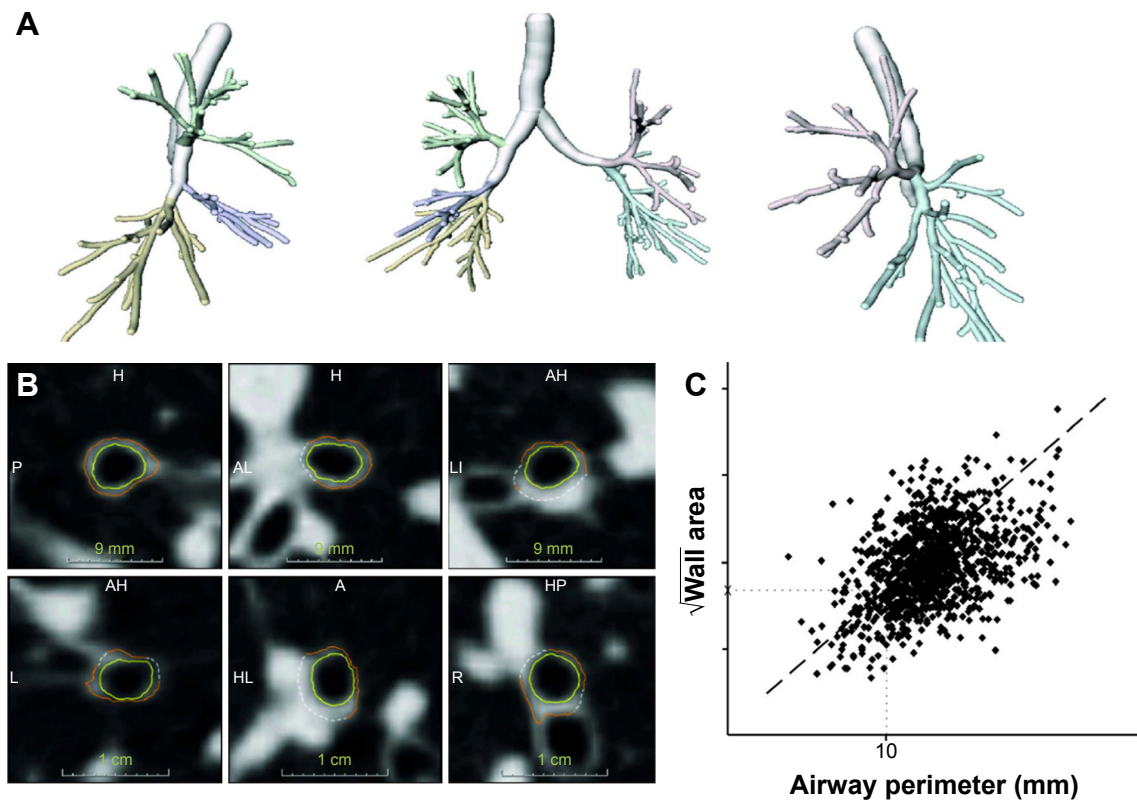 A
B
H
P
9 mm
H
AL
9 mm
AH
LI
9 mm
AH
L
1 cm
A
HL
1 cm
HP
R
1 cm
C
√Wall area
x
10
Airway perimeter (mm)